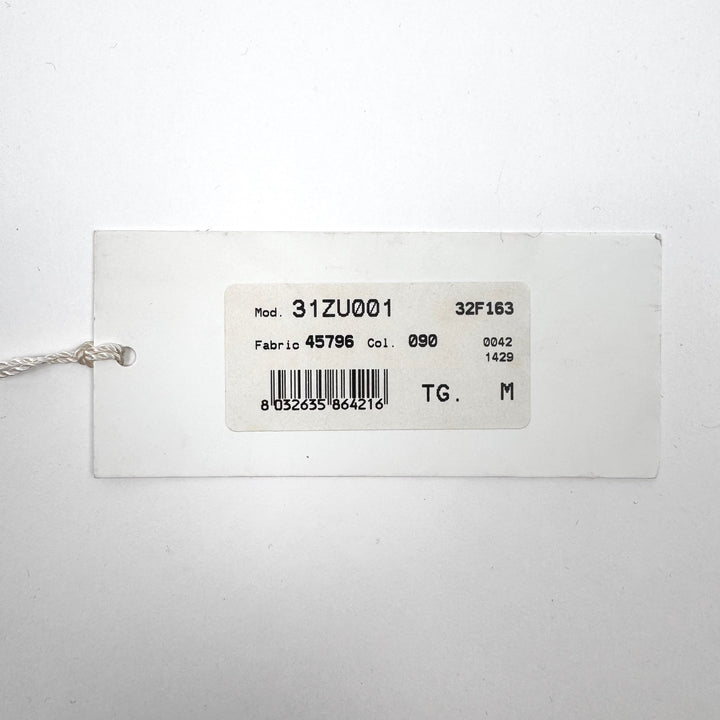 Mod. 31ZU001 32F163
Fabric 45796 Col. 090 0042
1429
TG. M
8 032635 864216